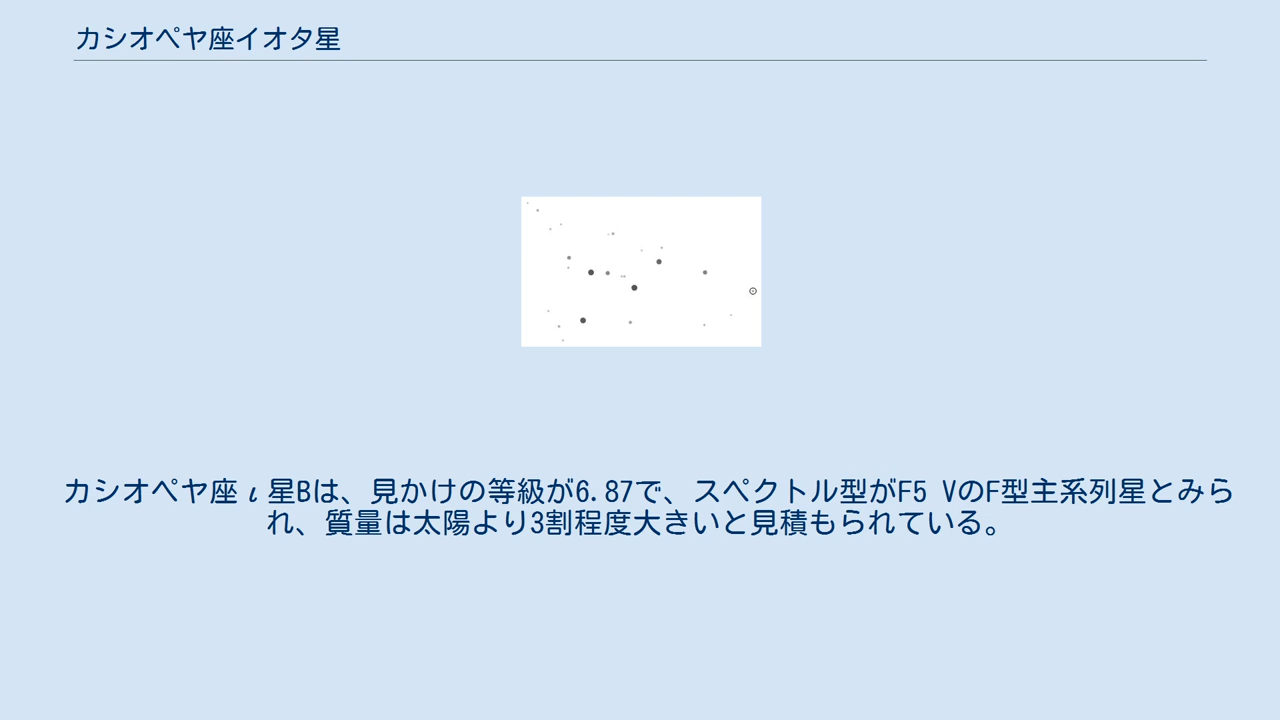 カシオペヤ座イオタ星
カシオペヤ座ι星Bは、見かけの等級が6.87で、スペクトル型がF5 VのF型主系列星とみら
れ、質量は太陽より3割程度大きいと見積もられている。